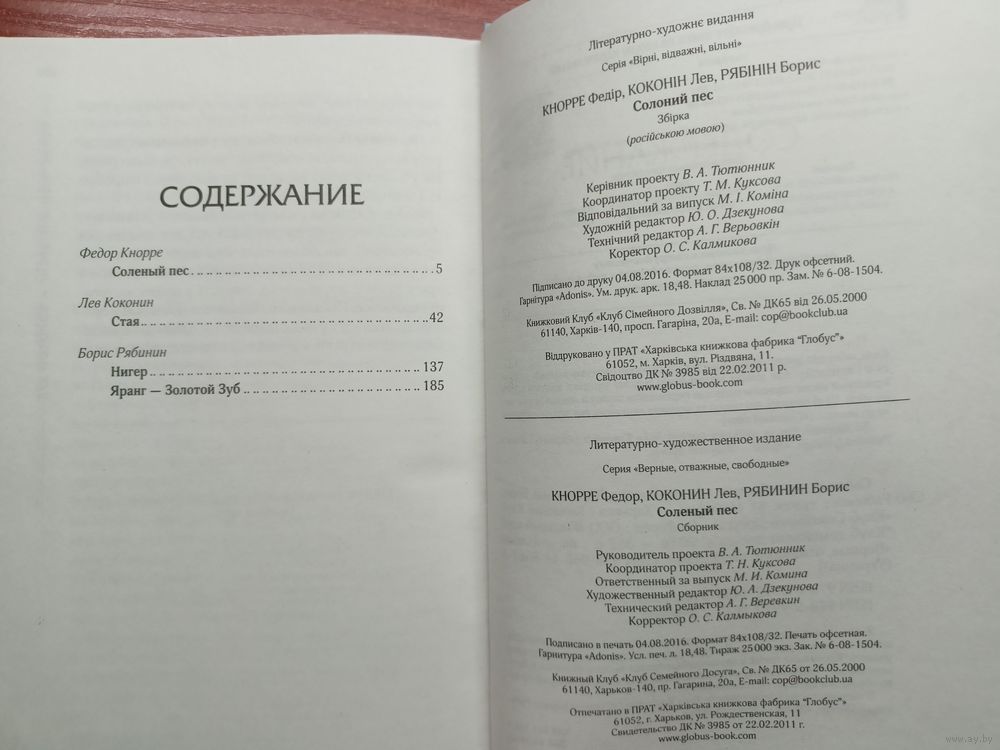 СОДЕРЖАНИЕ
Федор Кнорре
Соленый пес . . . . . . . . . . . . . . . . . . . . . . . . . . . . . 5
Лев Коконин
Стая . . . . . . . . . . . . . . . . . . . . . . . . . . . . . . . . . 42
Борис Рябинин
Нигер . . . . . . . . . . . . . . . . . . . . . . . . . . . . . . . 137
Яранг — Золотой Зуб . . . . . . . . . . . . . . . . . . . . . 185
Літературно-художнє видання
Серія «Вірні, відважні, вільні»
КНОРРЕ Федір, КОКОНІН Лев, РЯБІНІН Борис
Солоний пес
Збірка
(російською мовою)
Керівник проекту В. А. Тютюнник
Координатор проекту Т. М. Куксова
Відповідальний за випуск М. І. Коміна
Художній редактор Ю. О. Дзекунова
Технічний редактор А. Г. Верьовкін
Коректор О. С. Калмикова
Підписано до друку 04.08.2016. Формат 84х108/32. Друк офсетний.
Гарнітура «Adonis». Ум. друк. арк. 18,48. Наклад 25 000 пр. Зам. № 6-08-1504.
Книжковий Клуб «Клуб Сімейного Дозвілля», Св. № ДК65 від 26.05.2000
61140, Харків-140, просп. Гагаріна, 20а, E-mail: cop@bookclub.ua
Віддруковано у ПРАТ «Харківська книжкова фабрика "Глобус"»
61052, м. Харків, вул. Різдвяна, 11.
Свідоцтво ДК № 3985 від 22.02.2011 р.
www.globus-book.com
Литературно-художественное издание
Серия «Верные, отважные, свободные»
КНОРРЕ Федор, КОКОНИН Лев, РЯБИНИН Борис
Соленый пес
Сборник
Руководитель проекта В. А. Тютюнник
Координатор проекта Т. Н. Куксова
Ответственный за выпуск М. И. Комина
Художественный редактор Ю. А. Дзекунова
Технический редактор А. Г. Веревкин
Корректор О. С. Калмыкова
Подписано в печать 04.08.2016. Формат 84х108/32. Печать офсетная.
Гарнитура «Adonis». Усл. печ. л. 18,48. Тираж 25 000 экз. Зак. № 6-08-1504.
Книжный Клуб «Клуб Семейного Досуга», Св. № ДК65 от 26.05.2000
61140, Харьков-140, пр. Гагарина, 20а, E-mail: cop@bookclub.ua
Отпечатано в ПРАТ «Харківська книжкова фабрика "Глобус"»
61052, г. Харьков, ул. Рождественская, 11
Свидетельство ДК № 3985 от 22.02.2011 г.
www.globus-book.com
www.ay.by